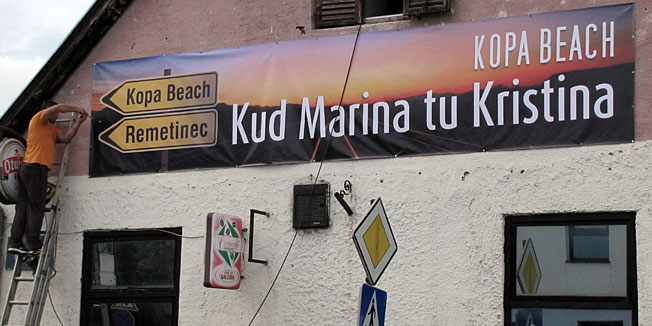 KOPA BEACH
Kopa Beach
Remetinec
Kud Marina tu Kristina